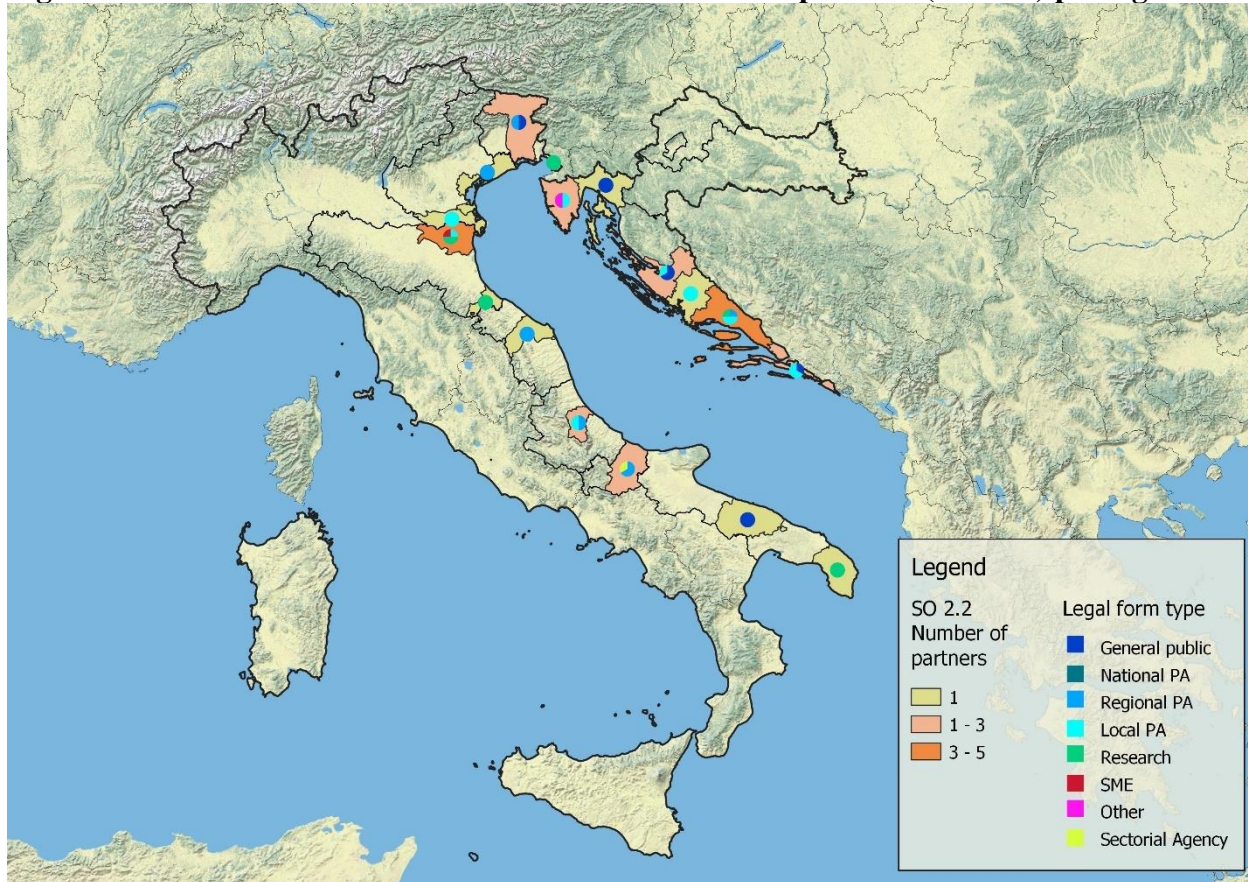 Legend
SO 2.2
Number of
partners
1
1 - 3
3 - 5
Legal form type
General public
National PA
Regional PA
Local PA
Research
SME
Other
Sectorial Agency